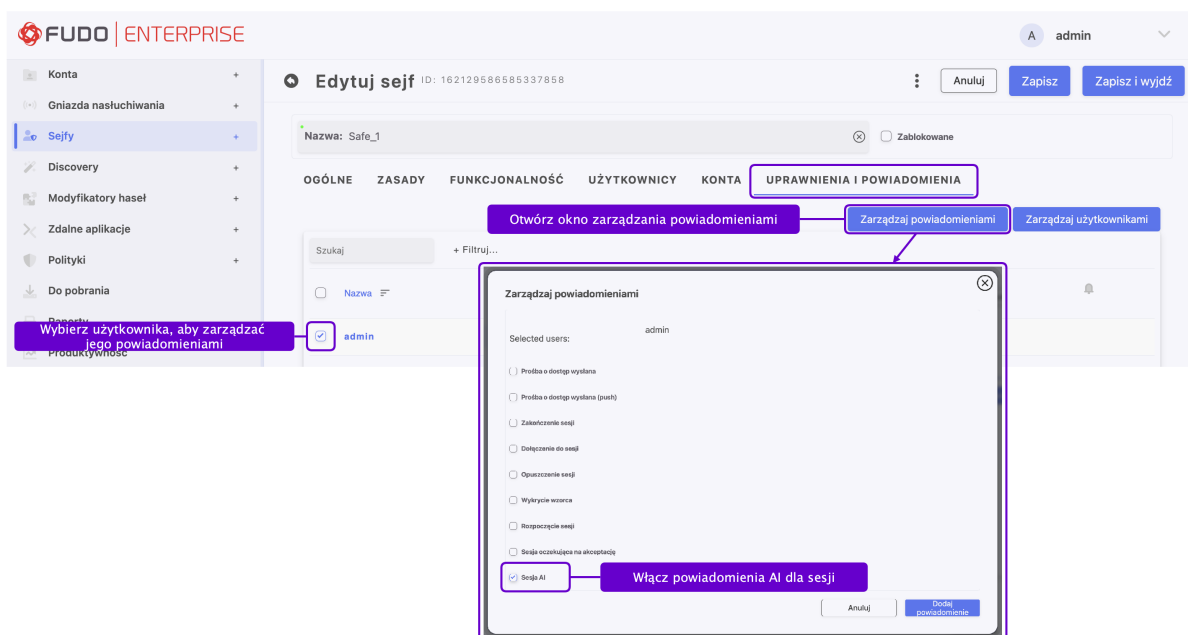 FUDO ENTERPRISE
A admin
Konta +
Gniazda nasłuchiwania +
Sejfy +
Discovery +
Modyfikatory haseł +
Zdalne aplikacje +
Polityki +
Do pobrania
Raporty
Produktywność
Edytuj sejf ID: 162129586585337858
Anuluj
Zapisz
Zapisz i wyjdź
Nazwa: Safe_1
Zablokowane
OGÓLNE ZASADY FUNKCJONALNOŚĆ UŻYTKOWNICY KONTA UPRAWNIENIA I POWIADOMIENIA
Otwórz okno zarządzania powiadomieniami
Zarządzaj powiadomieniami
Zarządzaj użytkownikami
Szukaj
+ Filtruj...
Nazwa
Wybierz użytkownika, aby zarządzać
jego powiadomieniami
admin
Zarządzaj powiadomieniami
admin
Selected users:
Prośba o dostęp wysłana
Prośba o dostęp wysłana (push)
Zakończenie sesji
Dołączenie do sesji
Opuszczenie sesji
Wykrycie wzorca
Rozpoczęcie sesji
Sesja oczekująca na akceptację
Sesja AI
Włącz powiadomienia AI dla sesji
Anuluj
Dodaj
powiadomienie